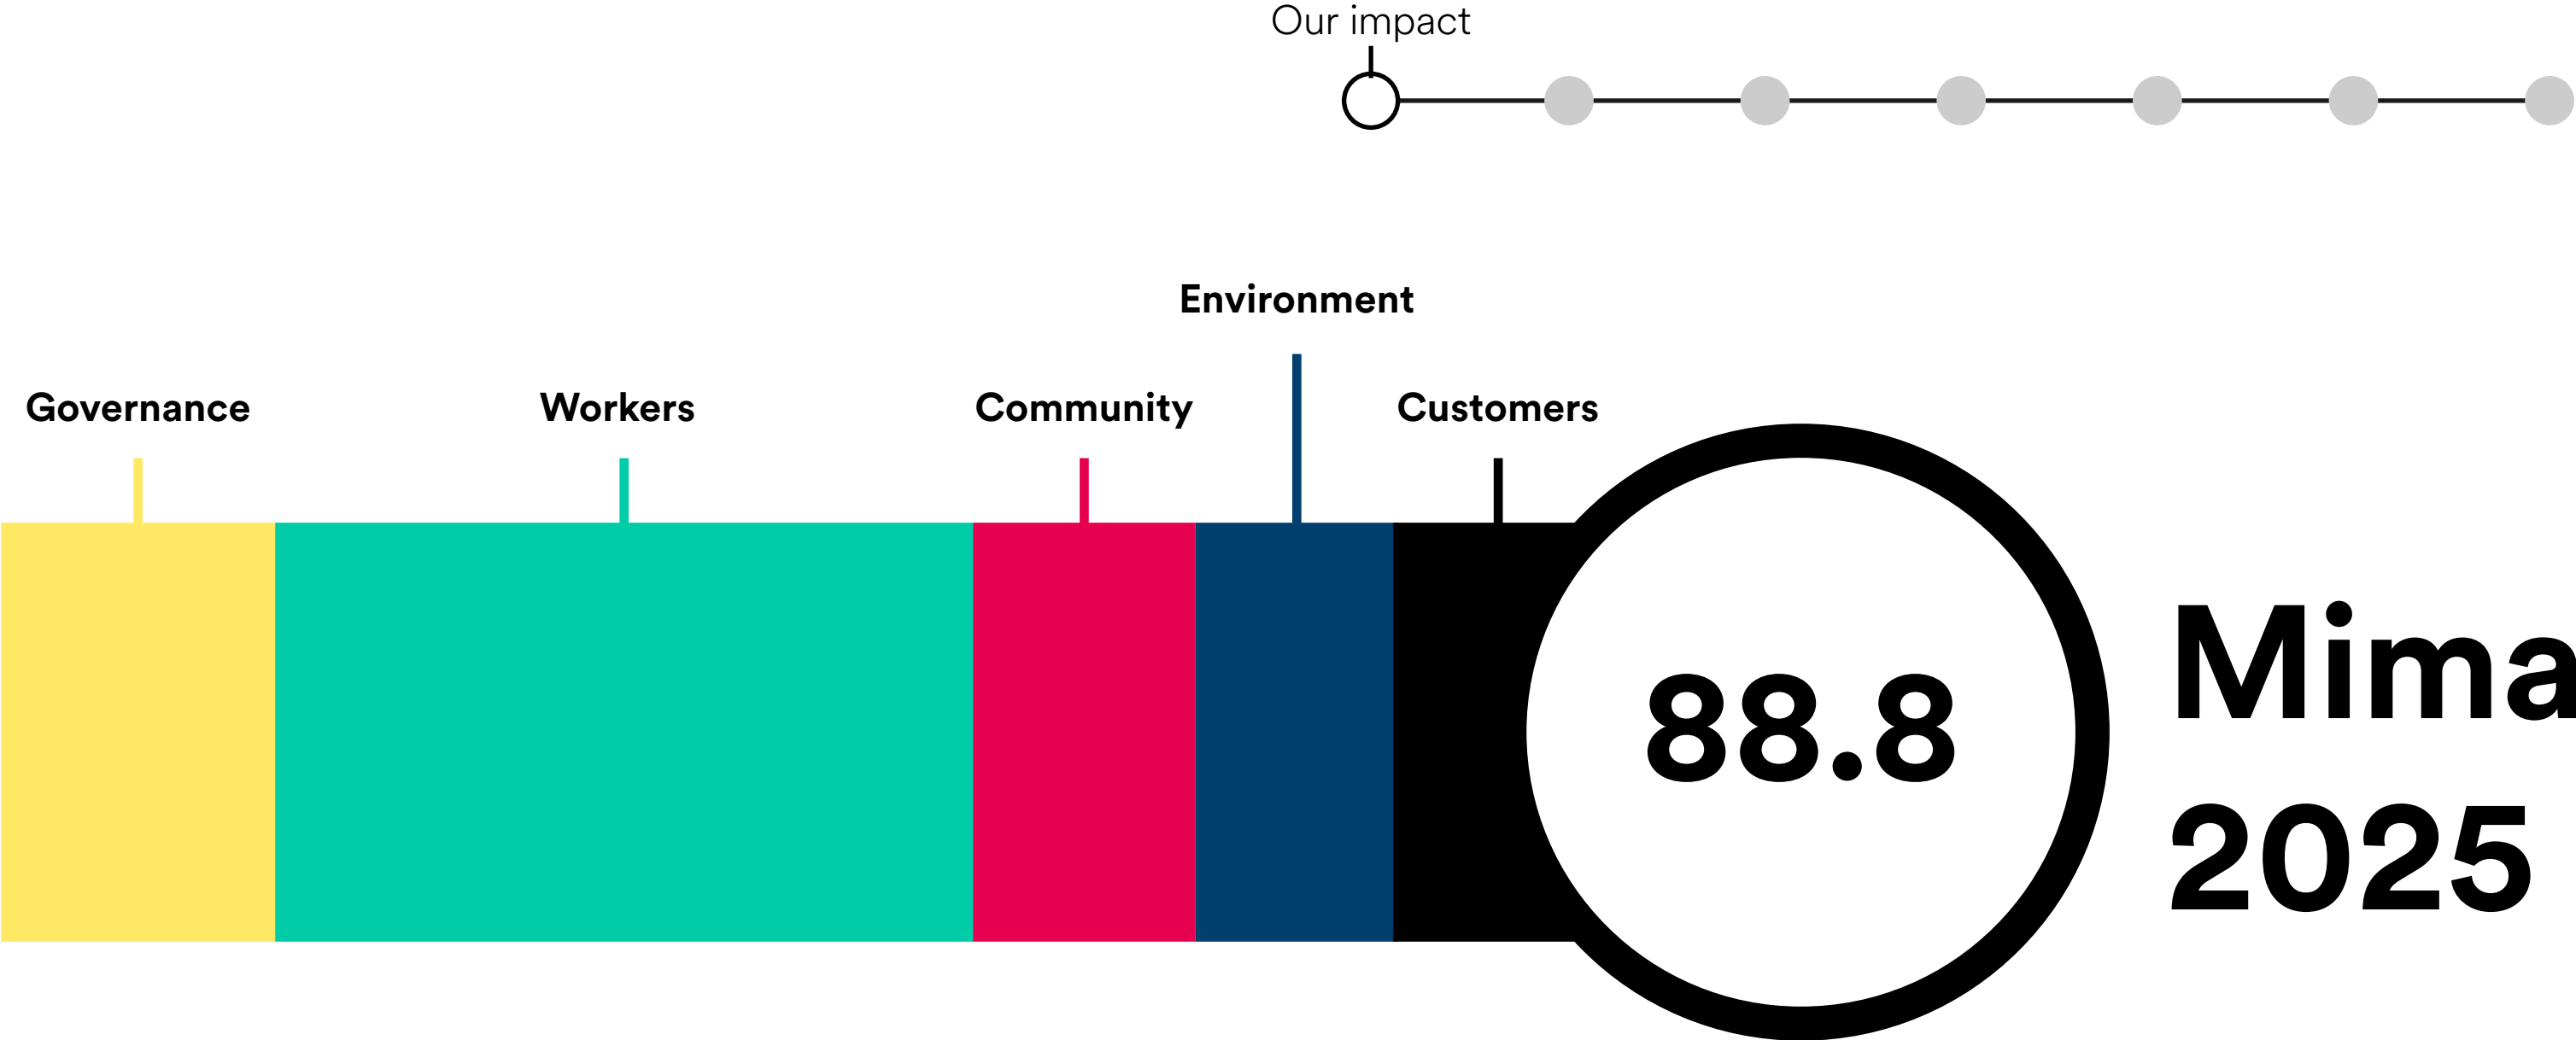 Our impact
Environment
Governance Workers Community Customers
88.8
Mima
2025